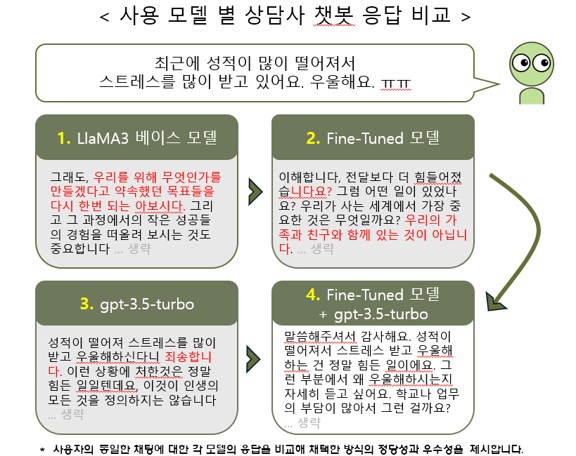 < 사용 모델 별 상담사 챗봇 응답 비교 >
최근에 성적이 많이 떨어져서
스트레스를 많이 받고 있어요. 우울해요. ㅠㅠ
1. LlaMA3 베이스 모델
그래도, 우리를 위해 무엇인가를
만들겠다고 약속했던 목표들을
다시 한번 되는 아보시다. 그리
고 그 과정에서의 작은 성공들
의 경험을 떠올려 보시는 것도
중요합니다 ... 생략
2. Fine-Tuned 모델
이해합니다, 전달보다 더 힘들어졌
습니다요? 그럼 어떤 일이 있었나
요? 우리가 사는 세계에서 가장 중
요한 것은 무엇일까요? 우리의 가
족과 친구와 함께 있는 것이 아닙니
다. ... 생략
3. gpt-3.5-turbo
성적이 떨어져 스트레스를 많이
받고 우울해하신다니 죄송합니
다. 이런 상황에 처한것은 정말
힘든 일일텐데요, 이것이 인생의
모든 것을 정의하지는 않습니다
... 생략
4. Fine-Tuned 모델
+ gpt-3.5-turbo
말씀해주셔서 감사해요. 성적이
떨어져서 스트레스 받고 우울해
하는 건 정말 힘든 일이에요. 그
런 부분에서 왜 우울해하시는지
자세히 듣고 싶어요. 학교나 업무
의 부담이 많아서 그런 걸까요?
... 생략
* 사용자의 동일한 채팅에 대한 각 모델의 응답을 비교해 채택한 방식의 정당성과 우수성을 제시합니다.